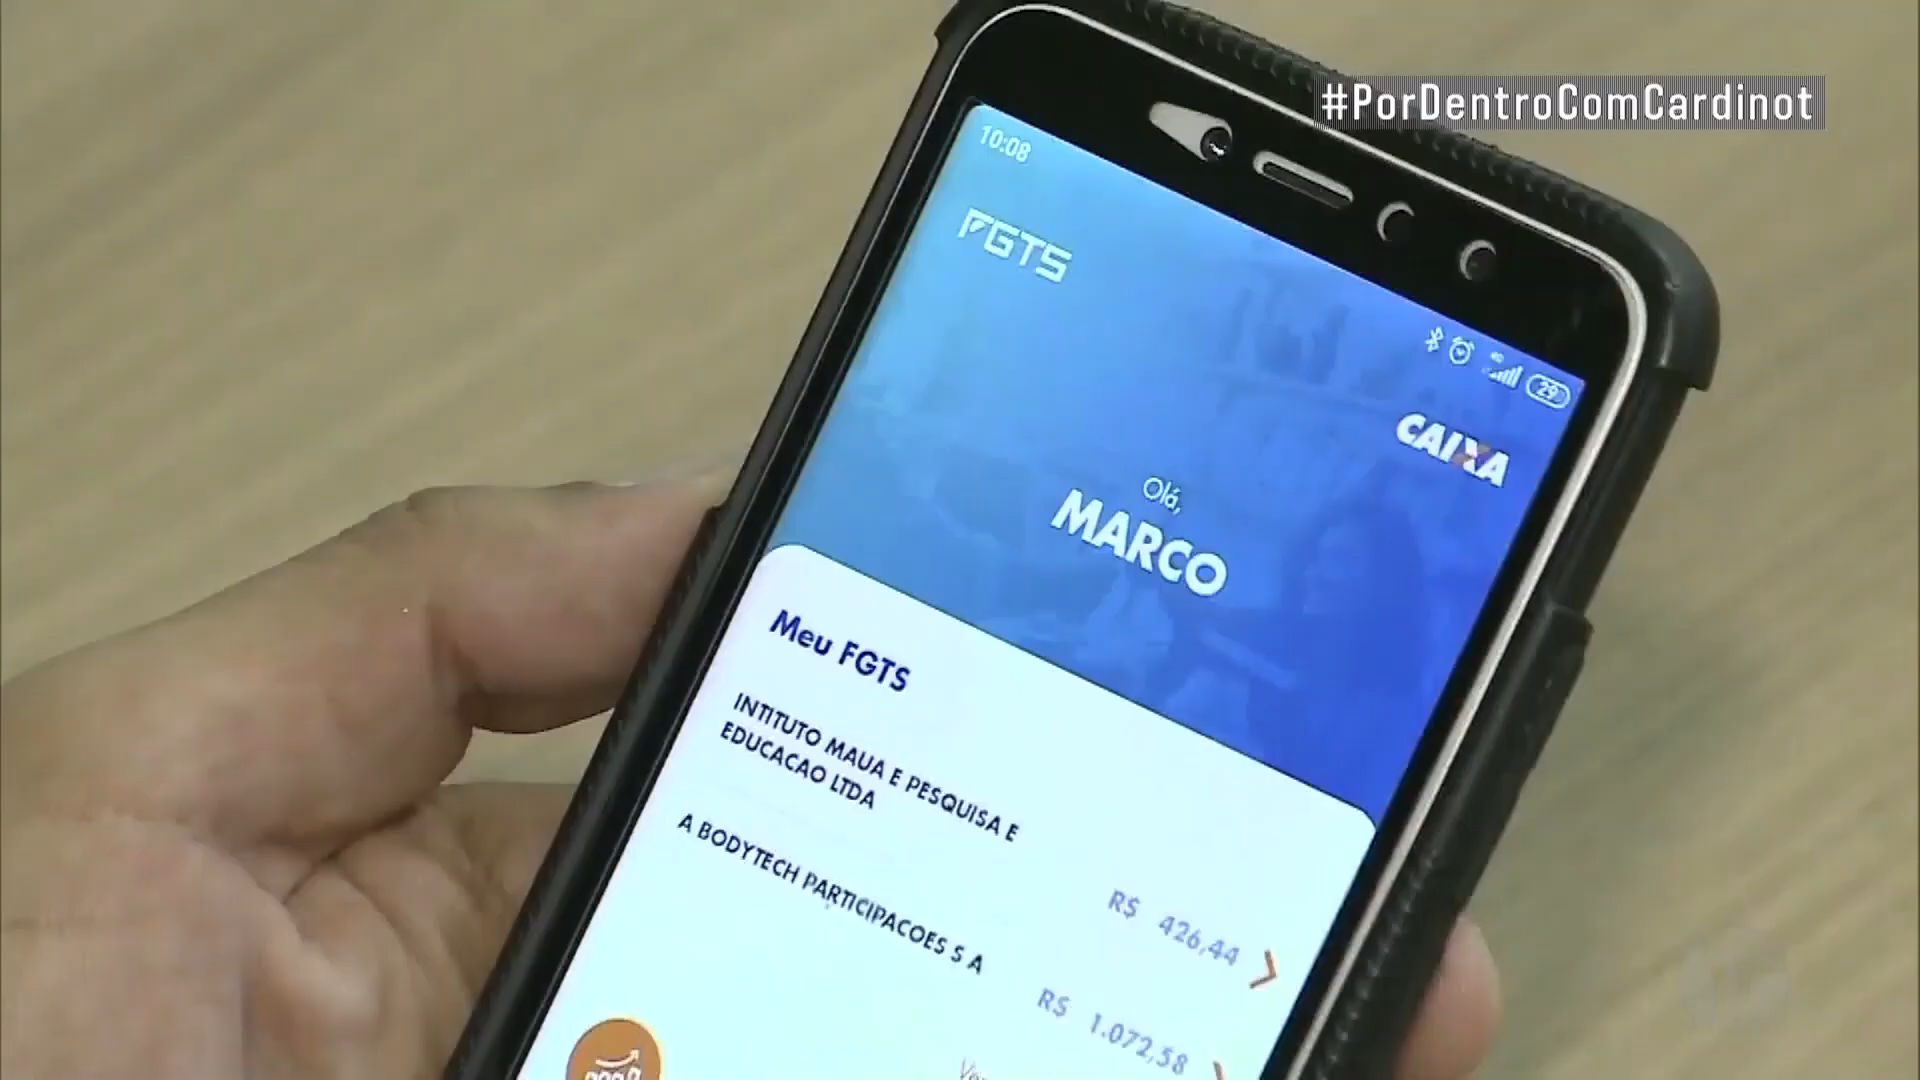 #PorDentroComCardinot
10:08
FGTS
29
CAIXA
Olá,
MARCO
Meu FGTS
INTITUTO MAUA E PESQUISA E
EDUCACAO LTDA
R$ 426,44
A BODYTECH PARTICIPACOES S A
R$ 1.072,58